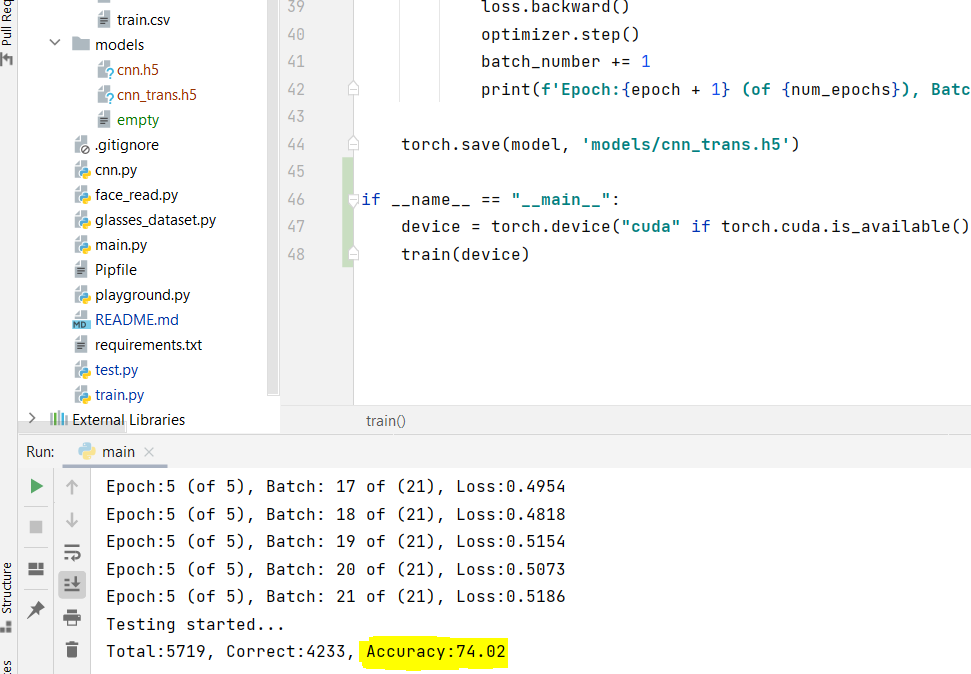 Pull Req
train.csv
models
cnn.h5
cnn_trans.h5
empty
.gitignore
cnn.py
face_read.py
glasses_dataset.py
main.py
Pipfile
playground.py
MD README.md
requirements.txt
test.py
train.py
External Libraries
39 loss.backward()
40 optimizer.step()
41 batch_number += 1
42 print(f'Epoch:{epoch + 1} (of {num_epochs}), Batc
43
44 torch.save(model, 'models/cnn_trans.h5')
45
46 if __name__ == "__main__":
47 device = torch.device("cuda" if torch.cuda.is_available()
48 train(device)
train()
Run: main
Structure
Epoch:5 (of 5), Batch: 17 of (21), Loss:0.4954
Epoch:5 (of 5), Batch: 18 of (21), Loss:0.4818
Epoch:5 (of 5), Batch: 19 of (21), Loss:0.5154
Epoch:5 (of 5), Batch: 20 of (21), Loss:0.5073
Epoch:5 (of 5), Batch: 21 of (21), Loss:0.5186
Testing started...
Total:5719, Correct:4233, Accuracy:74.02